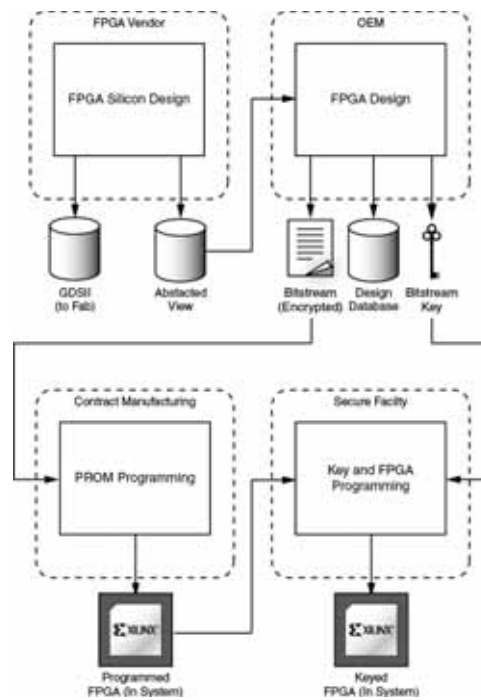 FPGA Vendor
OEM
FPGA Silicon Design
FPGA Design
GDSII
(to Fab)
Abstacted
View
Bitstream
(Encrypted)
Design
Database
Bitstream
Key
Contract Manufacturing
Secure Facility
PROM Programming
Key and FPGA
Programming
XILINX
XILINX
Programmed
FPGA (In System)
Keyed
FPGA (In System)